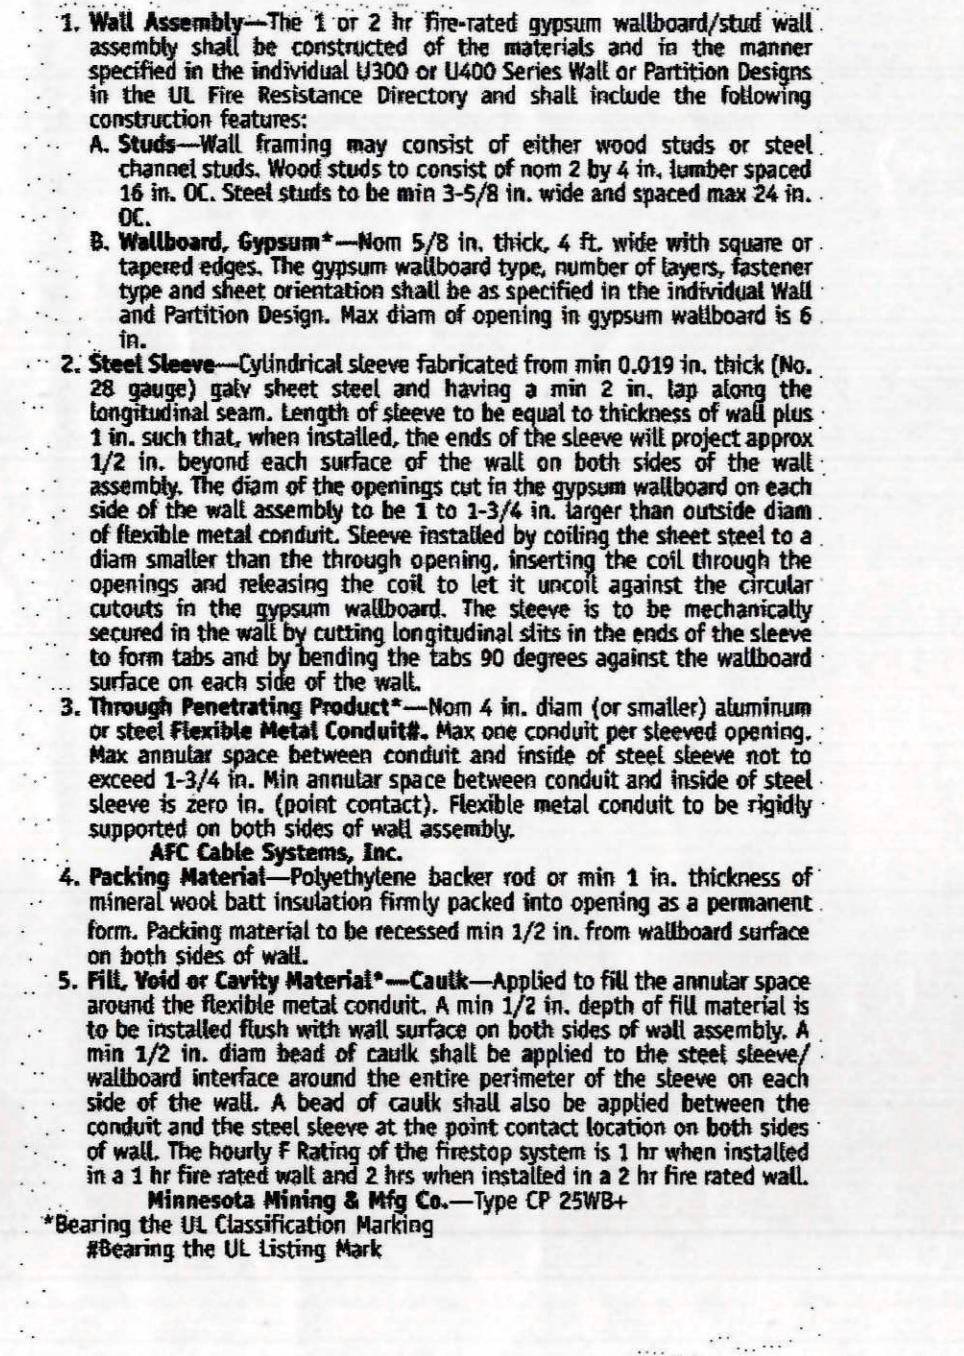 1. Wall Assembly—The 1 or 2 hr fire-rated gypsum wallboard/stud wall
assembly shall be constructed of the materials and in the manner
specified in the individual U300 or U400 Series Wall or Partition Designs
in the UL Fire Resistance Directory and shall include the following
construction features:
A. Studs—Wall framing may consist of either wood studs or steel
channel studs. Wood studs to consist of nom 2 by 4 in. lumber spaced
16 in. OC. Steel studs to be min 3-5/8 in. wide and spaced max 24 in.
OC.
B. Wallboard, Gypsum*—Nom 5/8 in. thick, 4 ft. wide with square or
tapered edges. The gypsum wallboard type, number of layers, fastener
type and sheet orientation shall be as specified in the individual Wall
and Partition Design. Max diam of opening in gypsum wallboard is 6
in.
2. Steel Sleeve—Cylindrical sleeve fabricated from min 0.019 in. thick (No.
28 gauge) galv sheet steel and having a min 2 in. lap along the
longitudinal seam. Length of sleeve to be equal to thickness of wall plus
1 in. such that, when installed, the ends of the sleeve will project approx
1/2 in. beyond each surface of the wall on both sides of the wall
assembly. The diam of the openings cut in the gypsum wallboard on each
side of the wall assembly to be 1 to 1-3/4 in. larger than outside diam
of flexible metal conduit. Sleeve installed by coiling the sheet steel to a
diam smaller than the through opening, inserting the coil through the
openings and releasing the coil to let it uncoil against the circular
cutouts in the gypsum wallboard. The sleeve is to be mechanically
secured in the wall by cutting longitudinal slits in the ends of the sleeve
to form tabs and by bending the tabs 90 degrees against the wallboard
surface on each side of the wall.
3. Through Penetrating Product*—Nom 4 in. diam (or smaller) aluminum
or steel Flexible Metal Conduit#. Max one conduit per sleeved opening.
Max annular space between conduit and inside of steel sleeve not to
exceed 1-3/4 in. Min annular space between conduit and inside of steel
sleeve is zero in. (point contact). Flexible metal conduit to be rigidly
supported on both sides of wall assembly.
AFC Cable Systems, Inc.
4. Packing Material—Polyethylene backer rod or min 1 in. thickness of
mineral wool batt insulation firmly packed into opening as a permanent
form. Packing material to be recessed min 1/2 in. from wallboard surface
on both sides of wall.
5. Fill, Void or Cavity Material*—Caulk—Applied to fill the annular space
around the flexible metal conduit. A min 1/2 in. depth of fill material is
to be installed flush with wall surface on both sides of wall assembly. A
min 1/2 in. diam bead of caulk shall be applied to the steel sleeve/
wallboard interface around the entire perimeter of the sleeve on each
side of the wall. A bead of caulk shall also be applied between the
conduit and the steel sleeve at the point contact location on both sides
of wall. The hourly F Rating of the firestop system is 1 hr when installed
in a 1 hr fire rated wall and 2 hrs when installed in a 2 hr fire rated wall.
Minnesota Mining & Mfg Co.—Type CP 25WB+
*Bearing the UL Classification Marking
#Bearing the UL Listing Mark